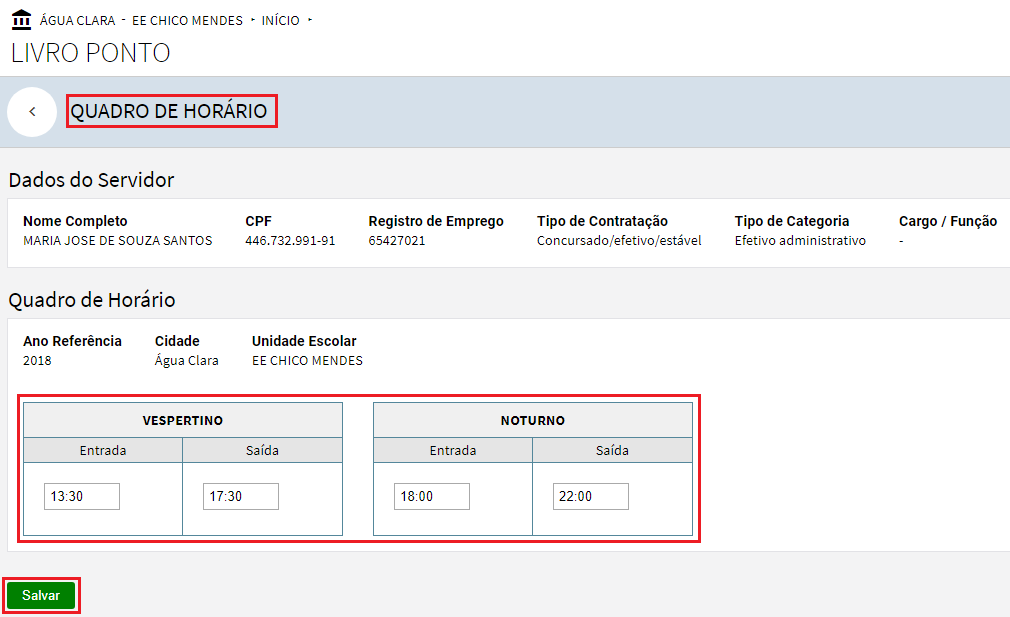 ÁGUA CLARA - EE CHICO MENDES ‣ INÍCIO ‣
LIVRO PONTO
QUADRO DE HORÁRIO
Dados do Servidor
Nome Completo CPF Registro de Emprego Tipo de Contratação Tipo de Categoria Cargo / Função
MARIA JOSE DE SOUZA SANTOS 446.732.991-91 65427021 Concursado/efetivo/estável Efetivo administrativo -
Quadro de Horário
Ano Referência Cidade Unidade Escolar
2018 Água Clara EE CHICO MENDES
VESPERTINO NOTURNO
Entrada Saída Entrada Saída
13:30 17:30 18:00 22:00
Salvar